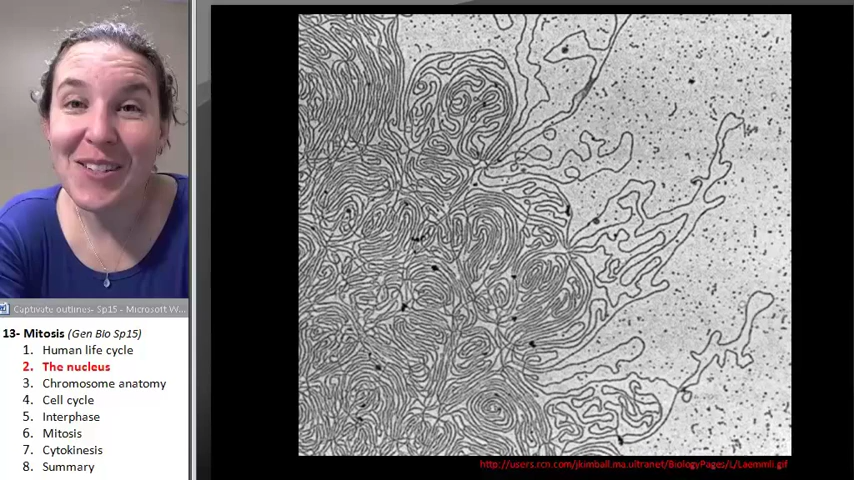 Captivate outlines- Sp15 - Microsoft W...
13- Mitosis (Gen Bio Sp15)
1. Human life cycle
2. The nucleus
3. Chromosome anatomy
4. Cell cycle
5. Interphase
6. Mitosis
7. Cytokinesis
8. Summary
http://users.rcn.com/jkimball.ma.ultranet/BiologyPages/L/Laemmli.gif